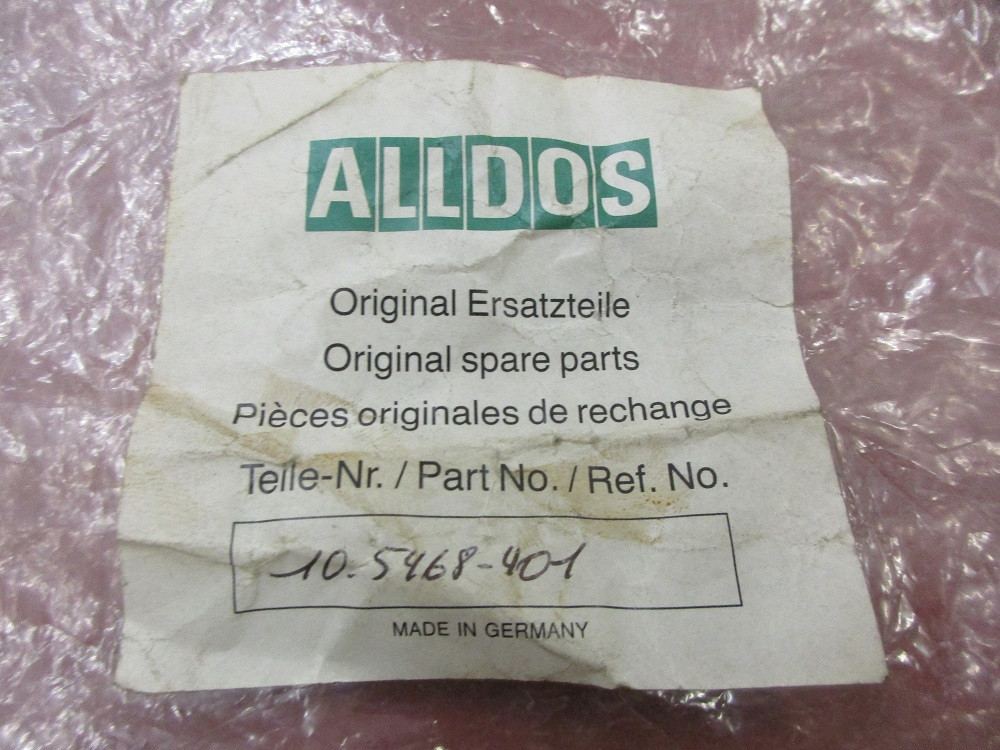 ALLDOS
Original Ersatzteile
Original spare parts
Pièces originales de rechange
Teile-Nr. / Part No. / Ref. No.
10.5468-401
MADE IN GERMANY